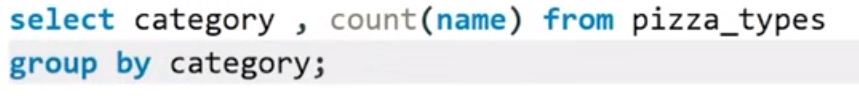 select category , count(name) from pizza_types
group by category;